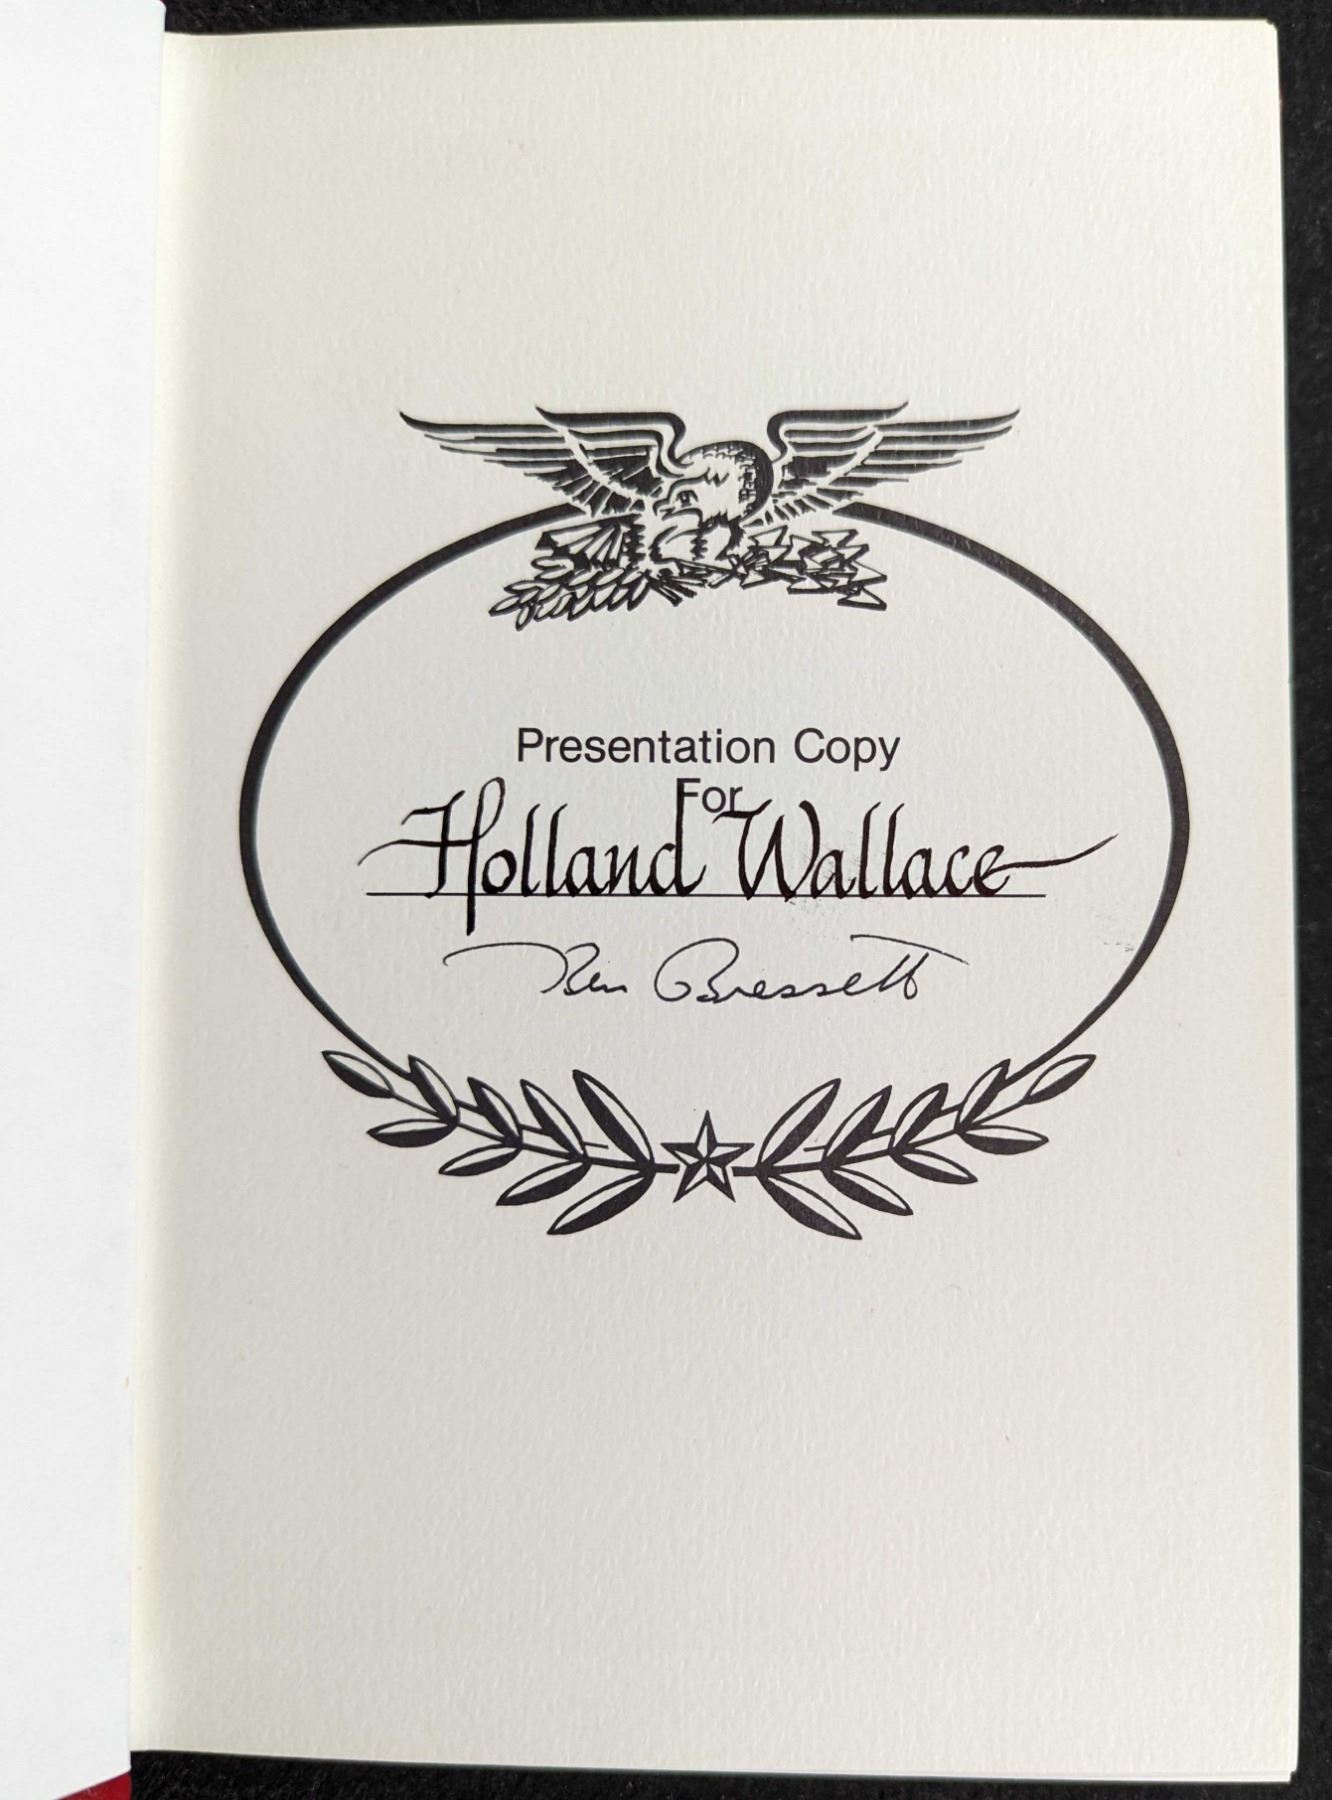 Presentation Copy
For
Holland Wallace
Ken Bressett